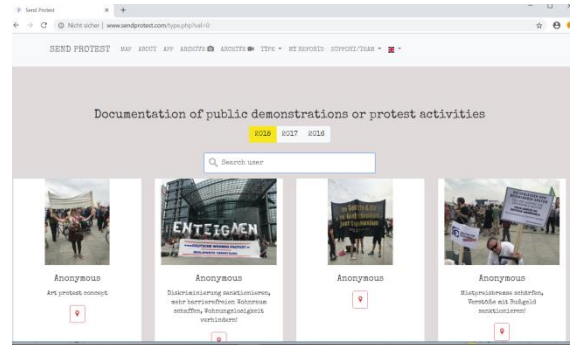 Send Protest
Nicht sicher | www.sendprotest.com/type.php?val=0
SEND PROTEST MAP ABOUT APP ARCHIVE ARCHIVE TYPE MY REPORTS SUPPORT/TEAM
Documentation of public demonstrations or protest activities
2018 2017 2016
Search user
ENTEIGNEN
Anonymous
Art protest concept
Anonymous
Diskriminierung sanktionieren,
mehr barrierefreien Wohnraum
schaffen, Wohnungslosigkeit
verhindern!
Anonymous
Anonymous
Mietpreisbremse schärfen,
Verstöße mit Bußgeld
sanktionieren!